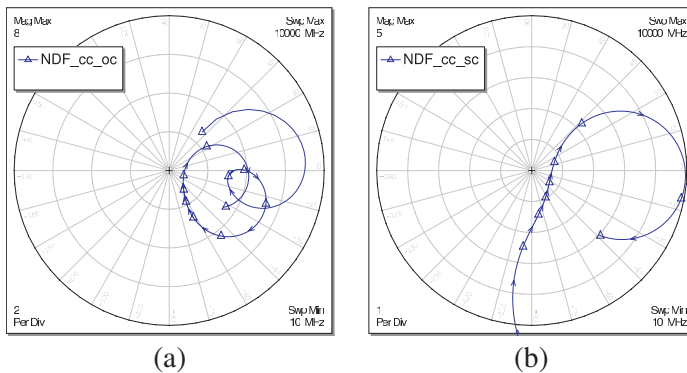 Mag Max
8
Swp Max
10000 MHz
NDF_cc_oc
0
2
Per Div
Swp Min
10 MHz
(a)
Mag Max
5
Swp Max
10000 MHz
NDF_cc_sc
1
Per Div
Swp Min
10 MHz
(b)